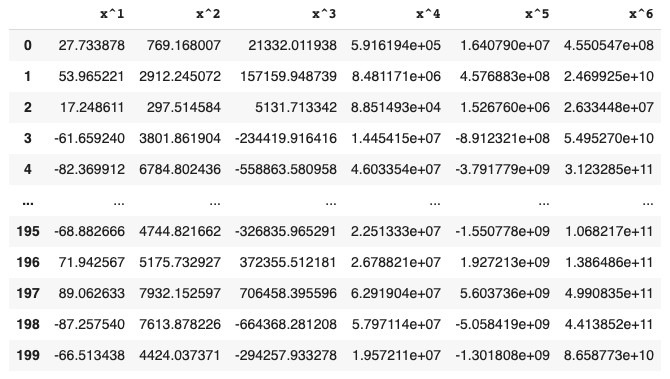 x^1 x^2 x^3 x^4 x^5 x^6
0 27.733878 769.168007 21332.011938 5.916194e+05 1.640790e+07 4.550547e+08
1 53.965221 2912.245072 157159.948739 8.481171e+06 4.576883e+08 2.469925e+10
2 17.248611 297.514584 5131.713342 8.851493e+04 1.526760e+06 2.633448e+07
3 -61.659240 3801.861904 -234419.916416 1.445415e+07 -8.912321e+08 5.495270e+10
4 -82.369912 6784.802436 -558863.580958 4.603354e+07 -3.791779e+09 3.123285e+11
... ... ... ... ... ... ...
195 -68.882666 4744.821662 -326835.965291 2.251333e+07 -1.550778e+09 1.068217e+11
196 71.942567 5175.732927 372355.512181 2.678821e+07 1.927213e+09 1.386486e+11
197 89.062633 7932.152597 706458.395596 6.291904e+07 5.603736e+09 4.990835e+11
198 -87.257540 7613.878226 -664368.281208 5.797114e+07 -5.058419e+09 4.413852e+11
199 -66.513438 4424.037371 -294257.933278 1.957211e+07 -1.301808e+09 8.658773e+10